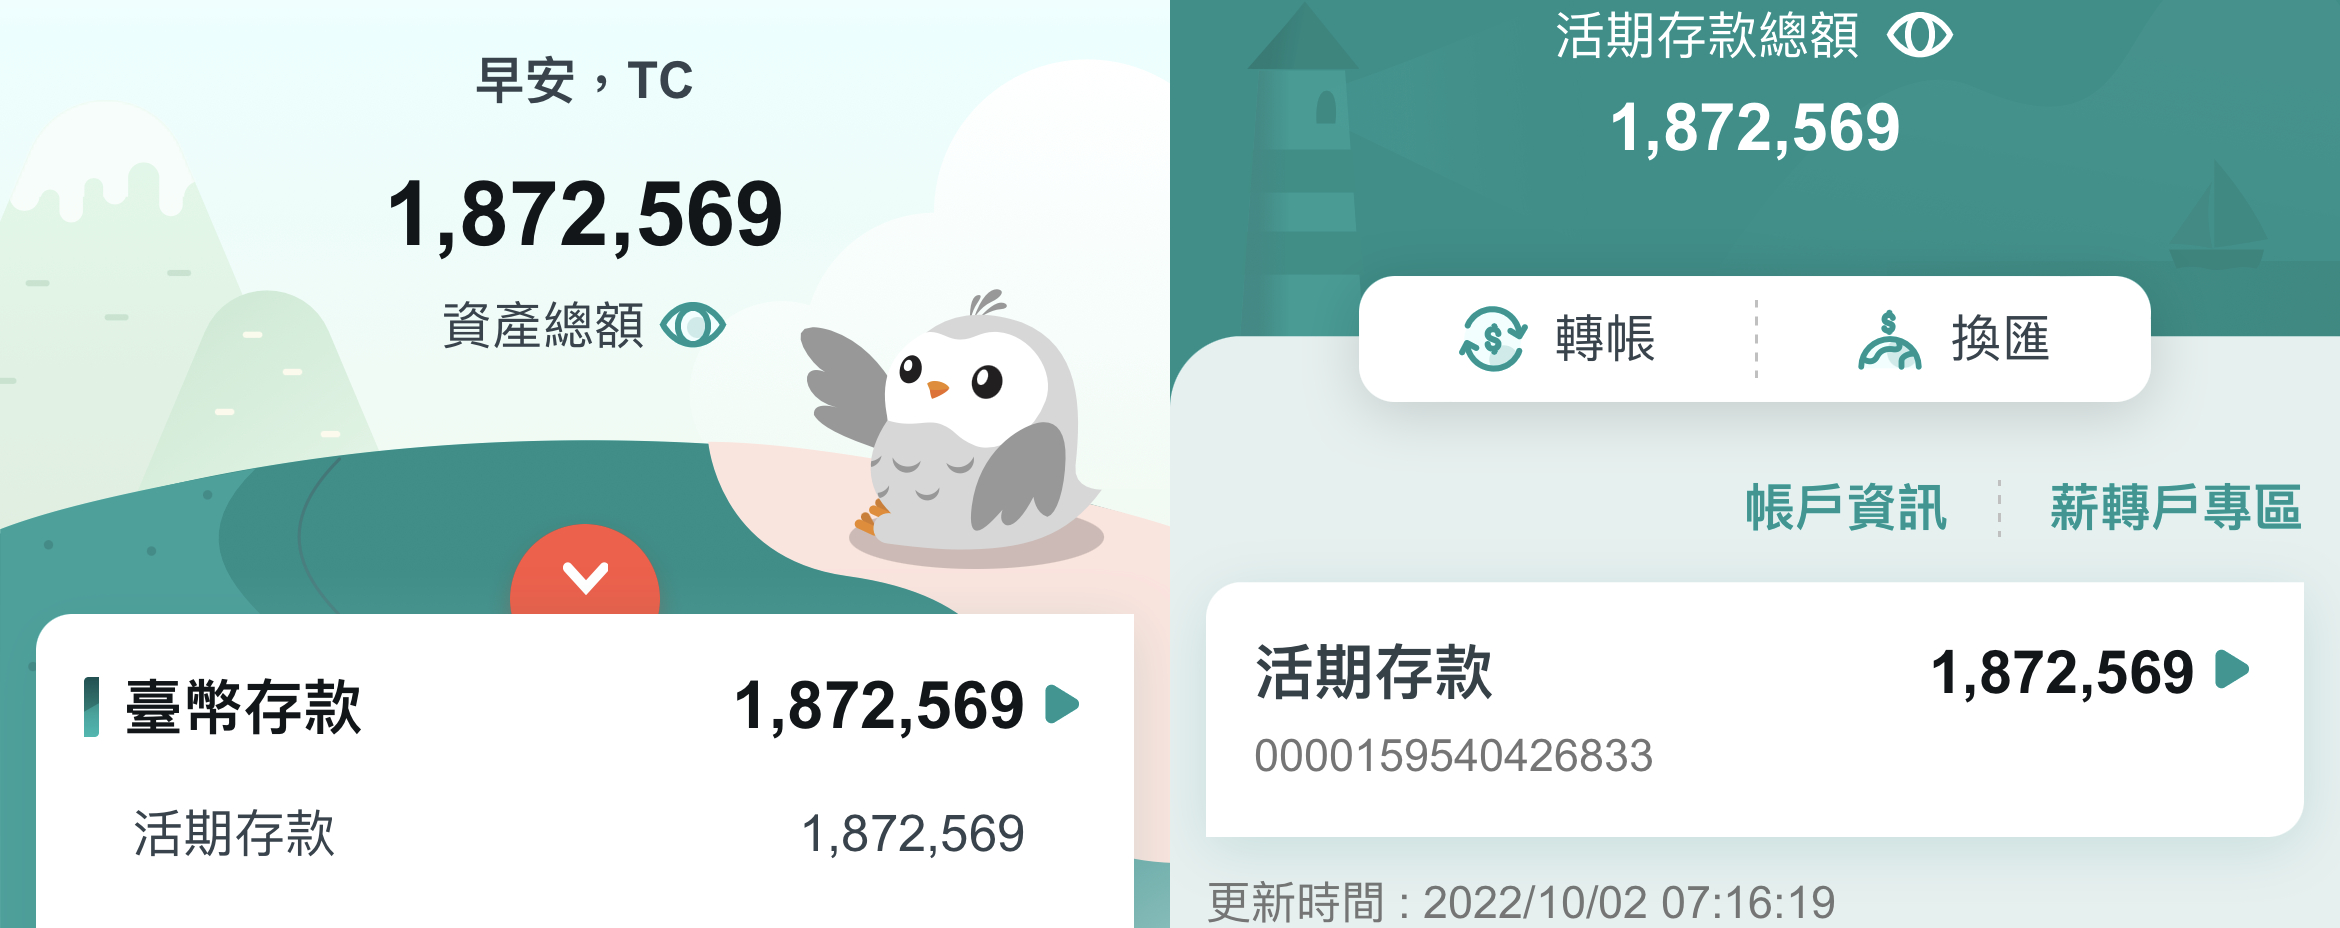 早安，TC
1,872,569
資產總額
臺幣存款 1,872,569
活期存款 1,872,569
活期存款總額
1,872,569
轉帳 換匯
帳戶資訊 薪轉戶專區
活期存款 1,872,569
0000159540426833
更新時間 : 2022/10/02 07:16:19